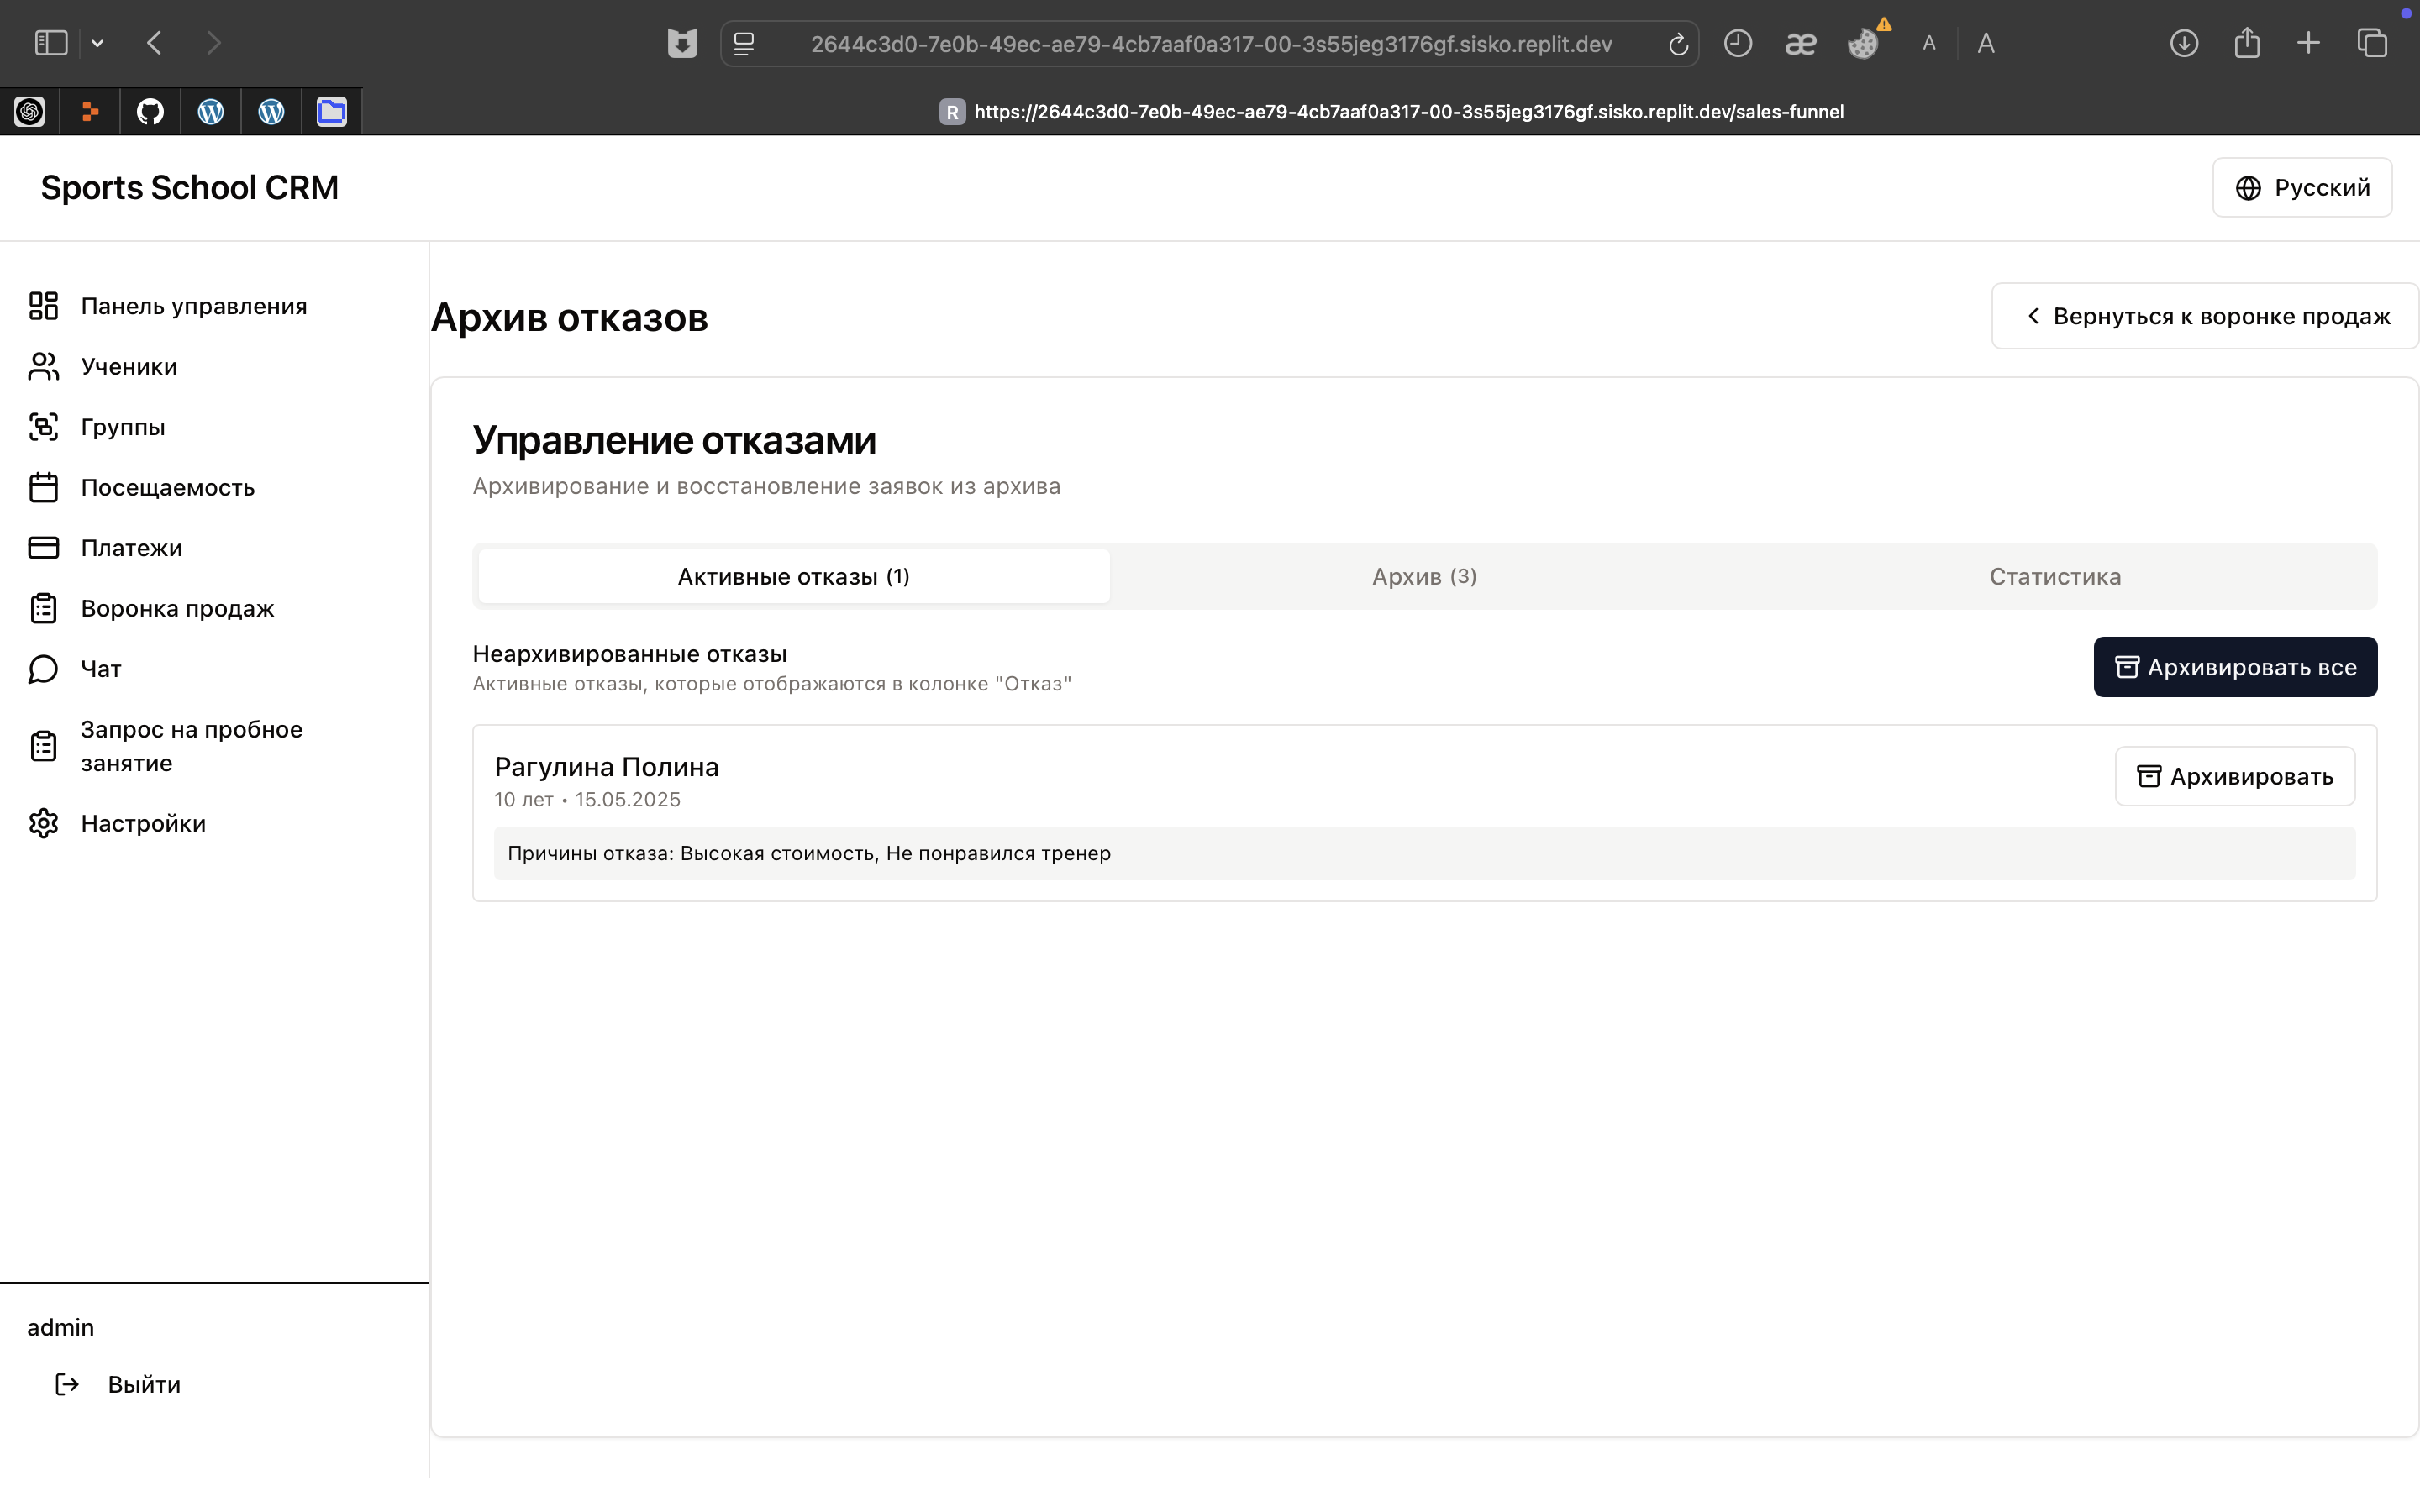 2644c3d0-7e0b-49ec-ae79-4cb7aaf0a317-00-3s55jeg3176gf.sisko.replit.dev
æ
A
A
R https://2644c3d0-7e0b-49ec-ae79-4cb7aaf0a317-00-3s55jeg3176gf.sisko.replit.dev/sales-funnel
Sports School CRM
Русский
Панель управления
Ученики
Группы
Посещаемость
Платежи
Воронка продаж
Чат
Запрос на пробное
занятие
Настройки
admin
Выйти
Архив отказов
Вернуться к воронке продаж
Управление отказами
Архивирование и восстановление заявок из архива
Активные отказы (1)
Архив (3)
Статистика
Неархивированные отказы
Активные отказы, которые отображаются в колонке "Отказ"
Архивировать все
Рагулина Полина
10 лет • 15.05.2025
Архивировать
Причины отказа: Высокая стоимость, Не понравился тренер